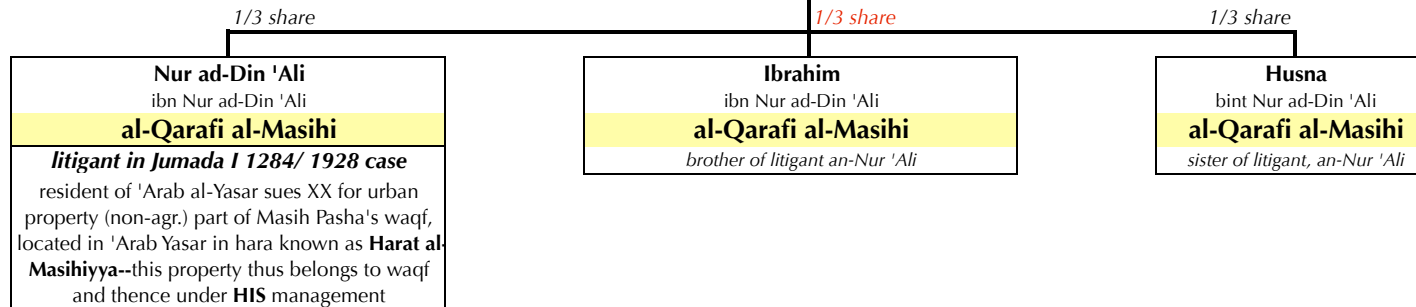 1/3 share
1/3 share
1/3 share
Nur ad-Din 'Ali
ibn Nur ad-Din 'Ali
al-Qarafi al-Masihi
litigant in Jumada I 1284/ 1928 case
resident of 'Arab al-Yasar sues XX for urban
property (non-agr.) part of Masih Pasha's waqf,
located in 'Arab Yasar in hara known as Harat al-
Masihiyya--this property thus belongs to waqf
and thence under HIS management
Ibrahim
ibn Nur ad-Din 'Ali
al-Qarafi al-Masihi
brother of litigant an-Nur 'Ali
Husna
bint Nur ad-Din 'Ali
al-Qarafi al-Masihi
sister of litigant, an-Nur 'Ali